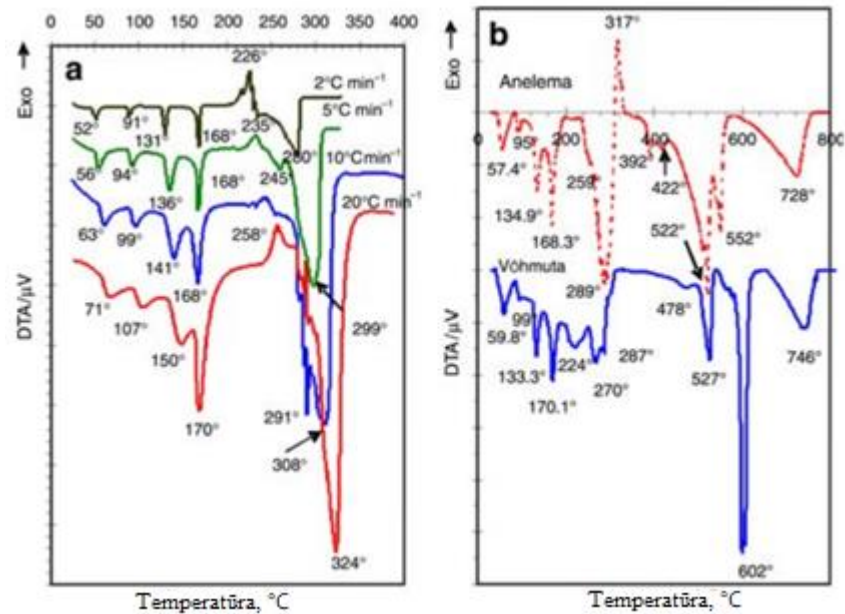 0 50 100 150 200 250 300 350 400
a
Exo
DTA/μV
226°
2°C min⁻¹
5°C min⁻¹
52° 91° 131 168° 235
10°Cmin⁻¹
20°C min⁻¹
56° 94° 136° 168° 245°
63° 99° 141° 168° 258°
71° 107° 150° 170°
299°
291°
308°
324°
Temperatūra, °C
b
Exo
DTA/μV
317°
Anelema
0 200 400 600 800
57.4° 95° 134.9° 168.3° 259 289°
392° 422° 522° 552° 728°
Võhmuta
59.8° 99° 133.3° 170.1° 224° 270° 287°
478° 527° 602° 746°
Temperatūra, °C